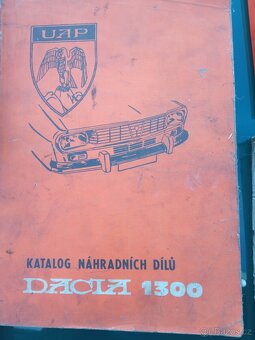 UAP
KATALOG NÁHRADNÍCH DÍLŮ
DACIA 1300